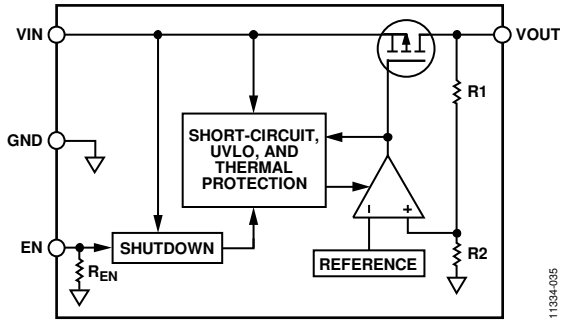 VIN
VOUT
R1
GND
SHORT-CIRCUIT,
UVLO, AND
THERMAL
PROTECTION
EN
SHUTDOWN
REN
– +
REFERENCE
R2
11334-035